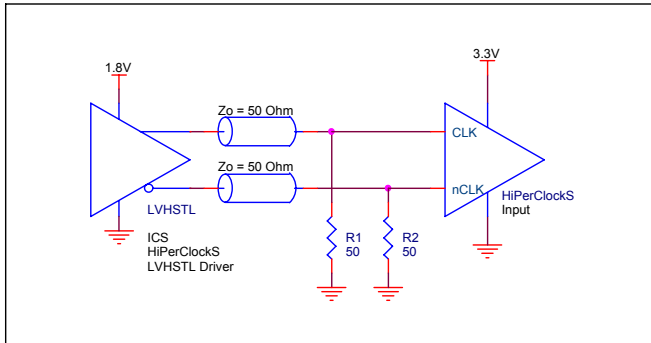 1.8V
3.3V
Zo = 50 Ohm
CLK
Zo = 50 Ohm
nCLK
HiPerClockS
Input
LVHSTL
ICS
HiPerClockS
LVHSTL Driver
R1
50
R2
50